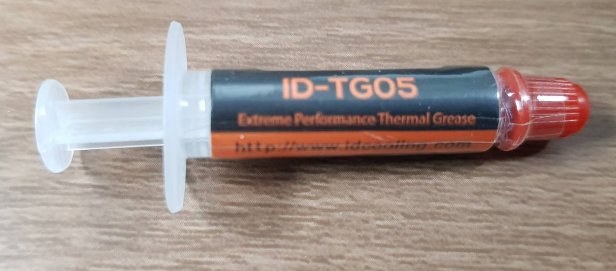 ID-TG05
Extreme Performance Thermal Grease
http://www.idcooling.com